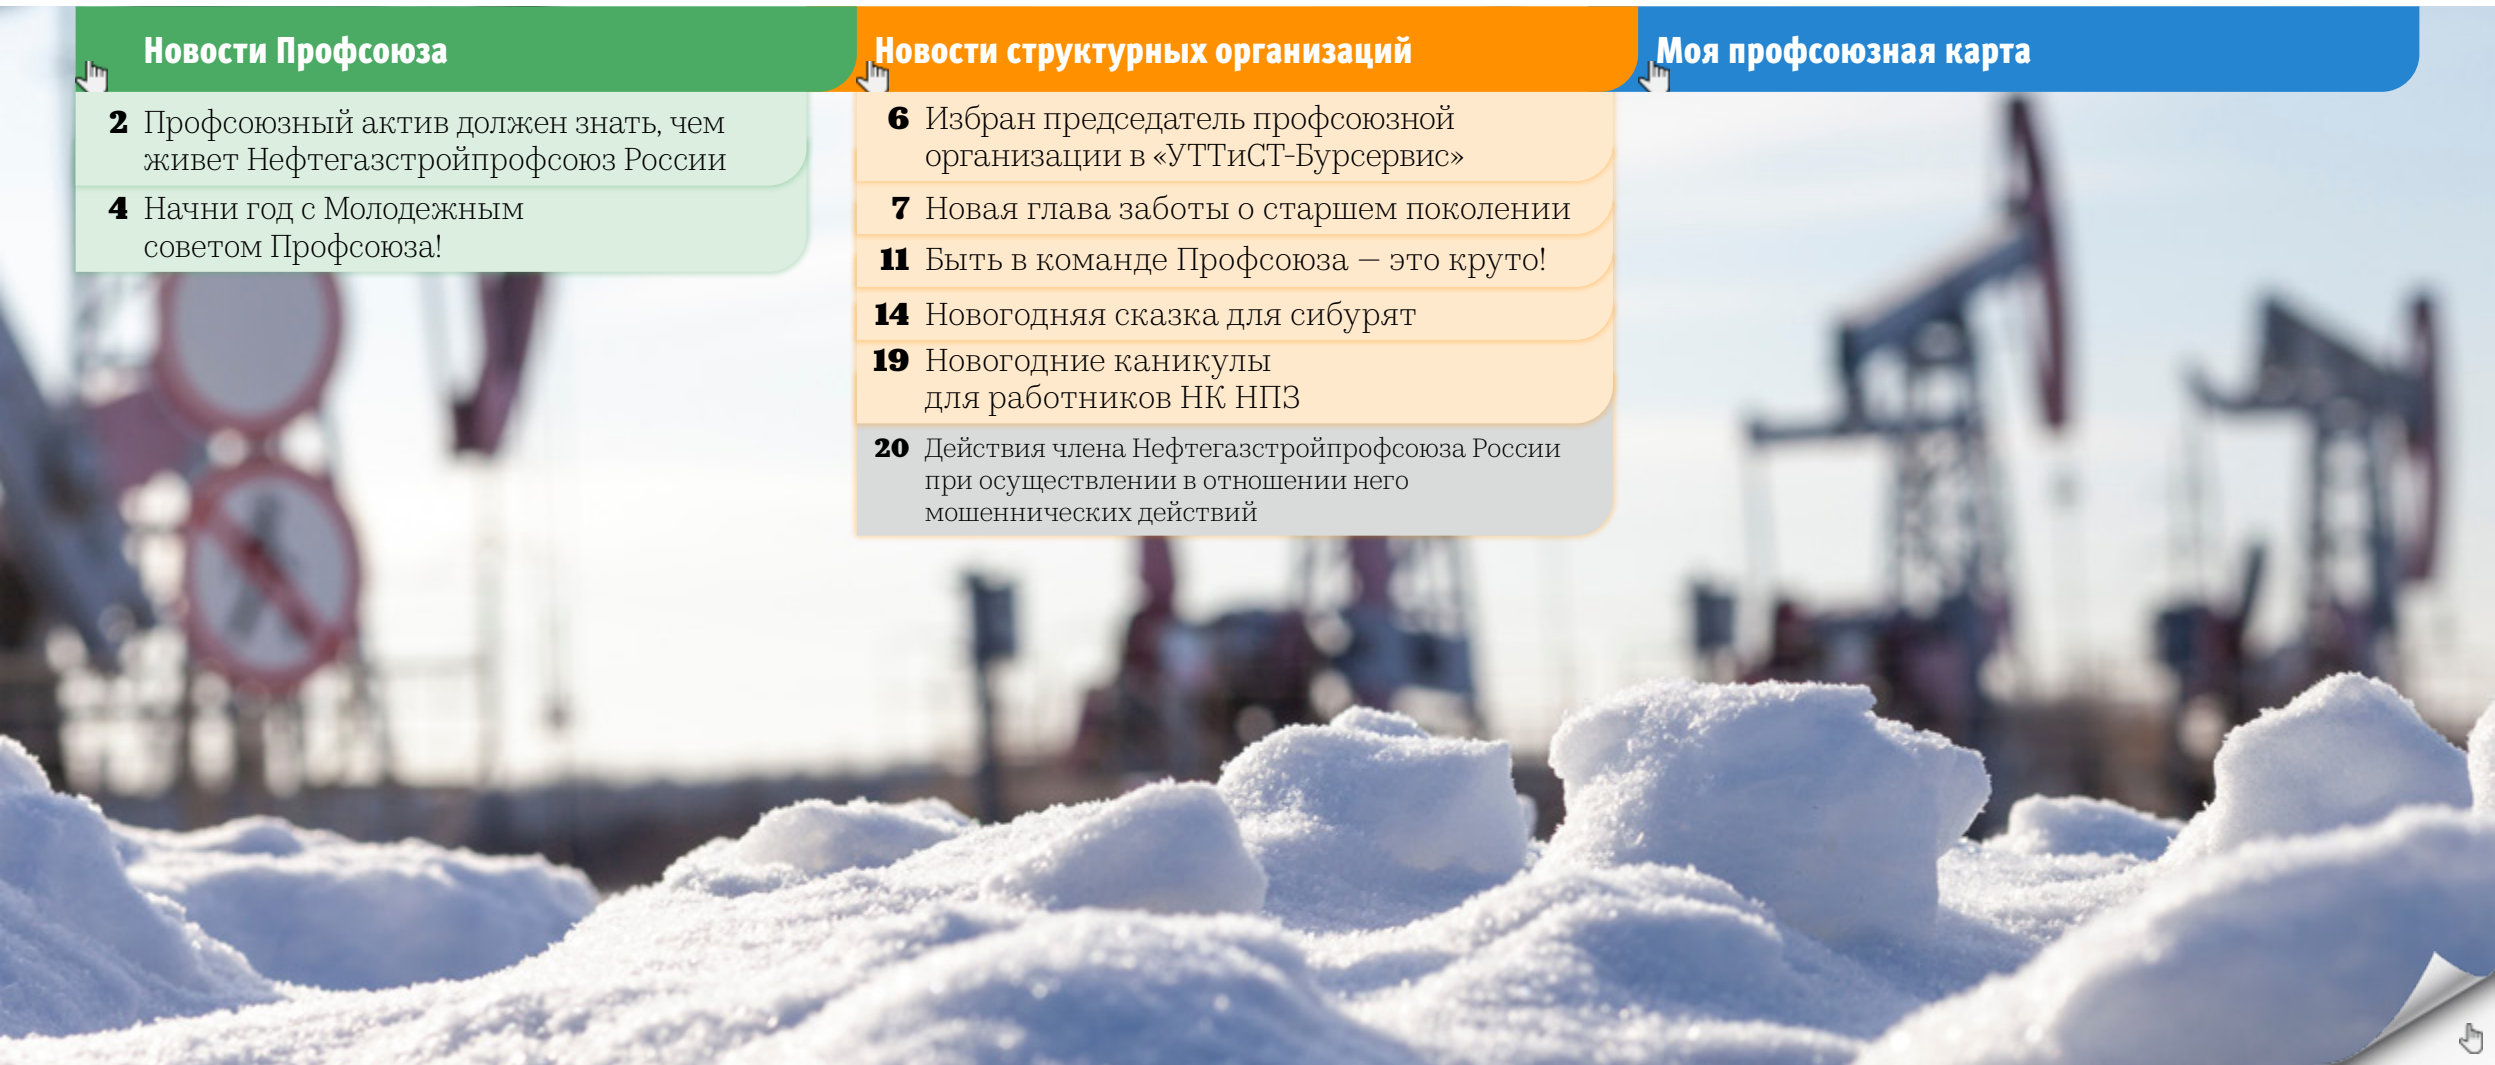 Новости Профсоюза
2 Профсоюзный актив должен знать, чем
живет Нефтегазстройпрофсоюз России
4 Начни год с Молодежным
советом Профсоюза!
Новости структурных организаций
6 Избран председатель профсоюзной
организации в «УТТиСТ-Бурсервис»
7 Новая глава заботы о старшем поколении
11 Быть в команде Профсоюза — это круто!
14 Новогодняя сказка для сибурят
19 Новогодние каникулы
для работников НК НПЗ
20 Действия члена Нефтегазстройпрофсоюза России
при осуществлении в отношении него
мошеннических действий
Моя профсоюзная карта